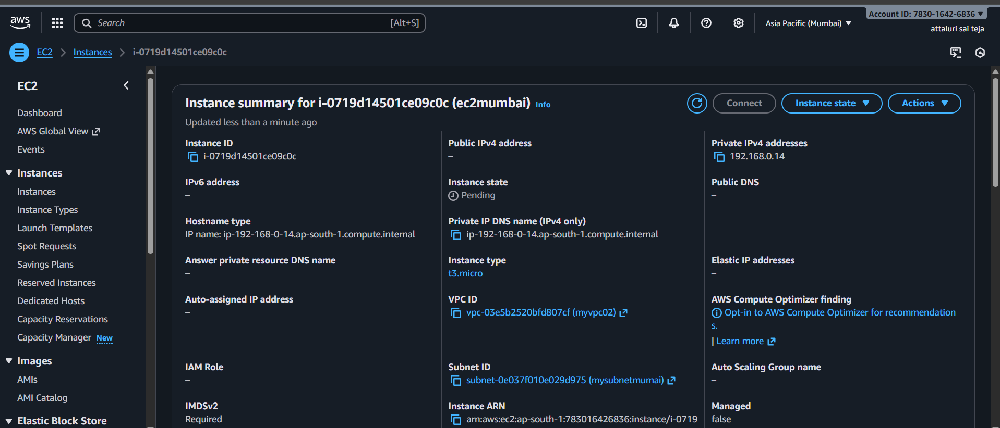 aws
Search
[Alt+S]
Asia Pacific (Mumbai)
Account ID: 7830-1642-6836
attaluri sai teja
EC2
Instances
i-0719d14501ce09c0c
EC2
Dashboard
AWS Global View
Events
Instances
Instances
Instance Types
Launch Templates
Spot Requests
Savings Plans
Reserved Instances
Dedicated Hosts
Capacity Reservations
Capacity Manager New
Images
AMIs
AMI Catalog
Elastic Block Store
Instance summary for i-0719d14501ce09c0c (ec2mumbai) Info
Updated less than a minute ago
Connect
Instance state
Actions
Instance ID
i-0719d14501ce09c0c
Public IPv4 address
–
Private IPv4 addresses
192.168.0.14
IPv6 address
–
Instance state
Pending
Public DNS
–
Hostname type
IP name: ip-192-168-0-14.ap-south-1.compute.internal
Private IP DNS name (IPv4 only)
ip-192-168-0-14.ap-south-1.compute.internal
Answer private resource DNS name
–
Instance type
t3.micro
Elastic IP addresses
–
Auto-assigned IP address
–
VPC ID
vpc-03e5b2520bfd807cf (myvpc02)
AWS Compute Optimizer finding
Opt-in to AWS Compute Optimizer for recommendation
s.
| Learn more
IAM Role
–
Subnet ID
subnet-0e037f010e029d975 (mysubnetmumai)
Auto Scaling Group name
–
IMDSv2
Required
Instance ARN
arn:aws:ec2:ap-south-1:783016426836:instance/i-0719
Managed
false